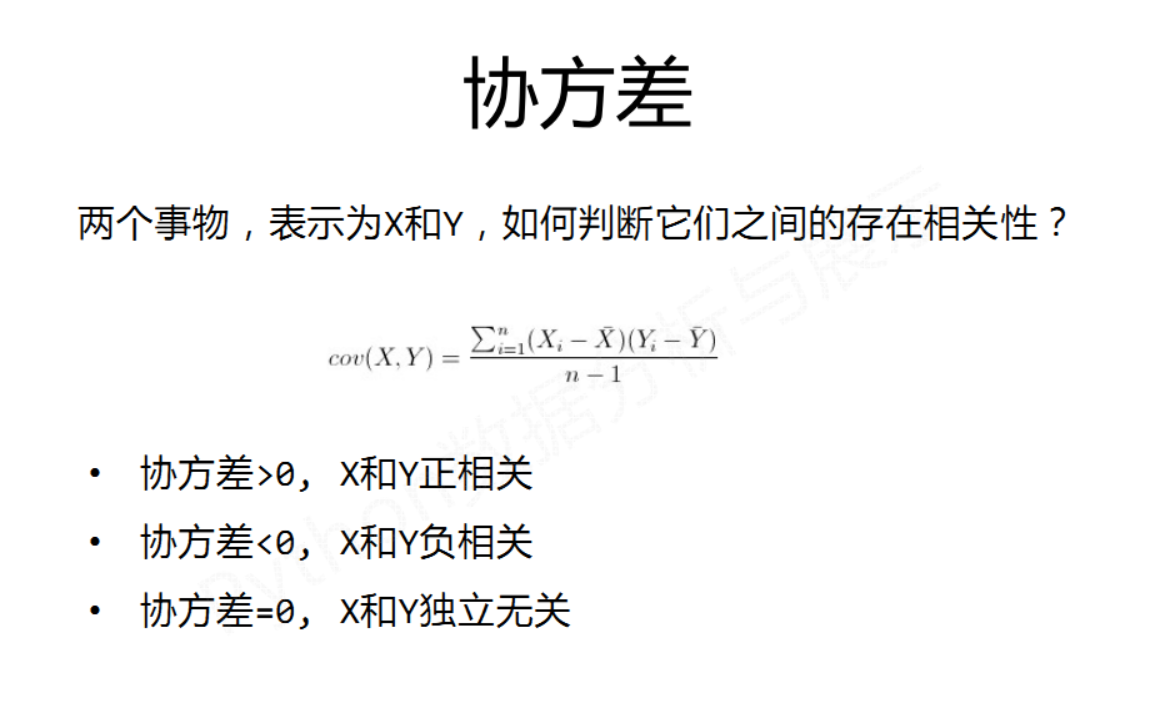 协方差
两个事物，表示为X和Y，如何判断它们之间的存在相关性？
cov(X,Y) = \frac{\sum_{i=1}^{n}(X_i - \bar{X})(Y_i - \bar{Y})}{n-1}
• 协方差>0, X和Y正相关
• 协方差<0, X和Y负相关
• 协方差=0, X和Y独立无关
Python数据分析与展示